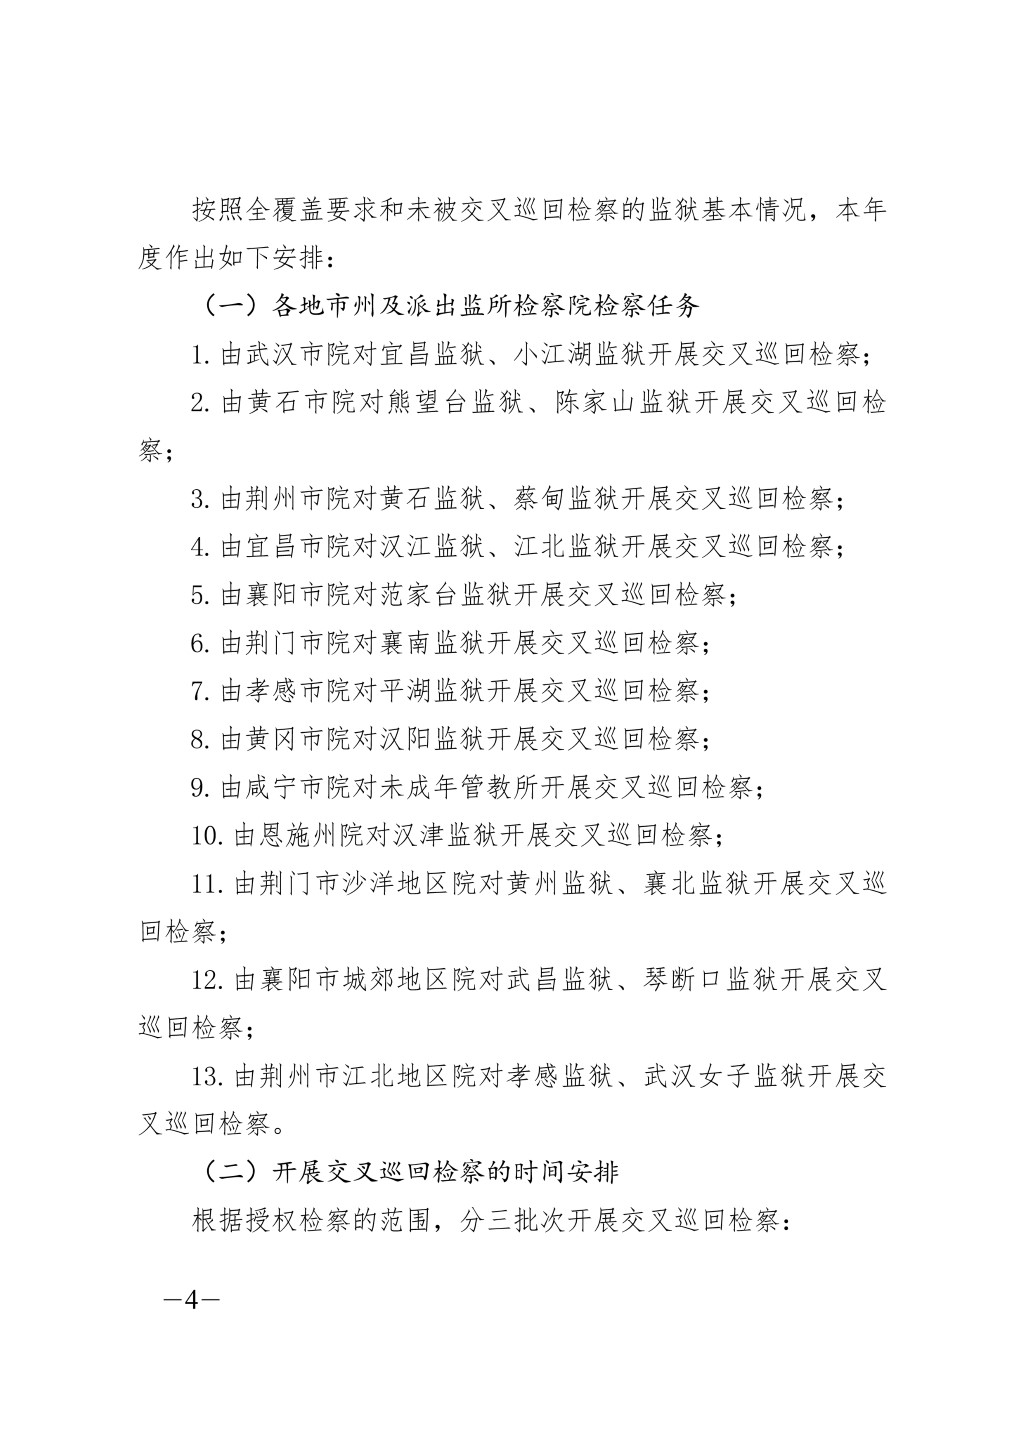 按照全覆盖要求和未被交叉巡回检察的监狱基本情况，本年
度作出如下安排：
（一）各地市州及派出监所检察院检察任务
1.由武汉市院对宜昌监狱、小江湖监狱开展交叉巡回检察；
2.由黄石市院对熊望台监狱、陈家山监狱开展交叉巡回检
察；
3.由荆州市院对黄石监狱、蔡甸监狱开展交叉巡回检察；
4.由宜昌市院对汉江监狱、江北监狱开展交叉巡回检察；
5.由襄阳市院对范家台监狱开展交叉巡回检察；
6.由荆门市院对襄南监狱开展交叉巡回检察；
7.由孝感市院对平湖监狱开展交叉巡回检察；
8.由黄冈市院对汉阳监狱开展交叉巡回检察；
9.由咸宁市院对未成年管教所开展交叉巡回检察；
10.由恩施州院对汉津监狱开展交叉巡回检察；
11.由荆门市沙洋地区院对黄州监狱、襄北监狱开展交叉巡
回检察；
12.由襄阳市城郊地区院对武昌监狱、琴断口监狱开展交叉
巡回检察；
13.由荆州市江北地区院对孝感监狱、武汉女子监狱开展交
叉巡回检察。
（二）开展交叉巡回检察的时间安排
根据授权检察的范围，分三批次开展交叉巡回检察：
—4—